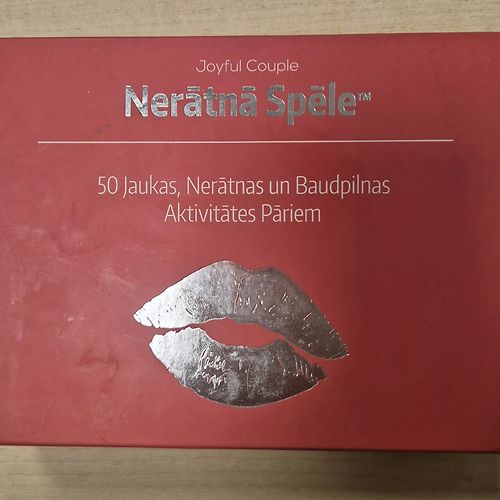 Joyful Couple
Nerātnā Spēle™
50 Jaukas, Nerātnas un Baudpilnas
Aktivitātes Pāriem